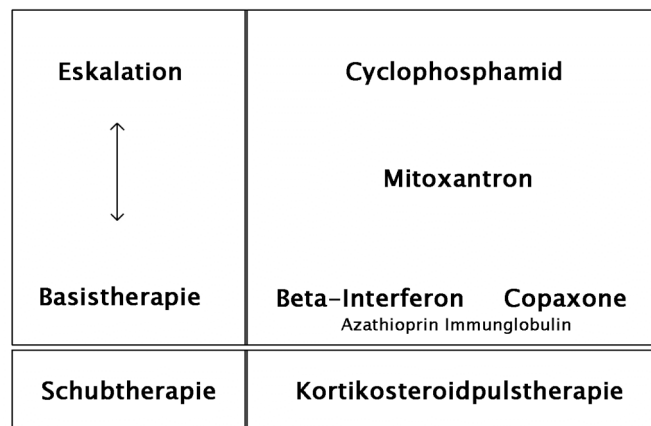 Eskalation
Cyclophosphamid
Mitoxantron
Basistherapie
Beta-Interferon Copaxone
Azathioprin Immunglobulin
Schubtherapie
Kortikosteroidpulstherapie